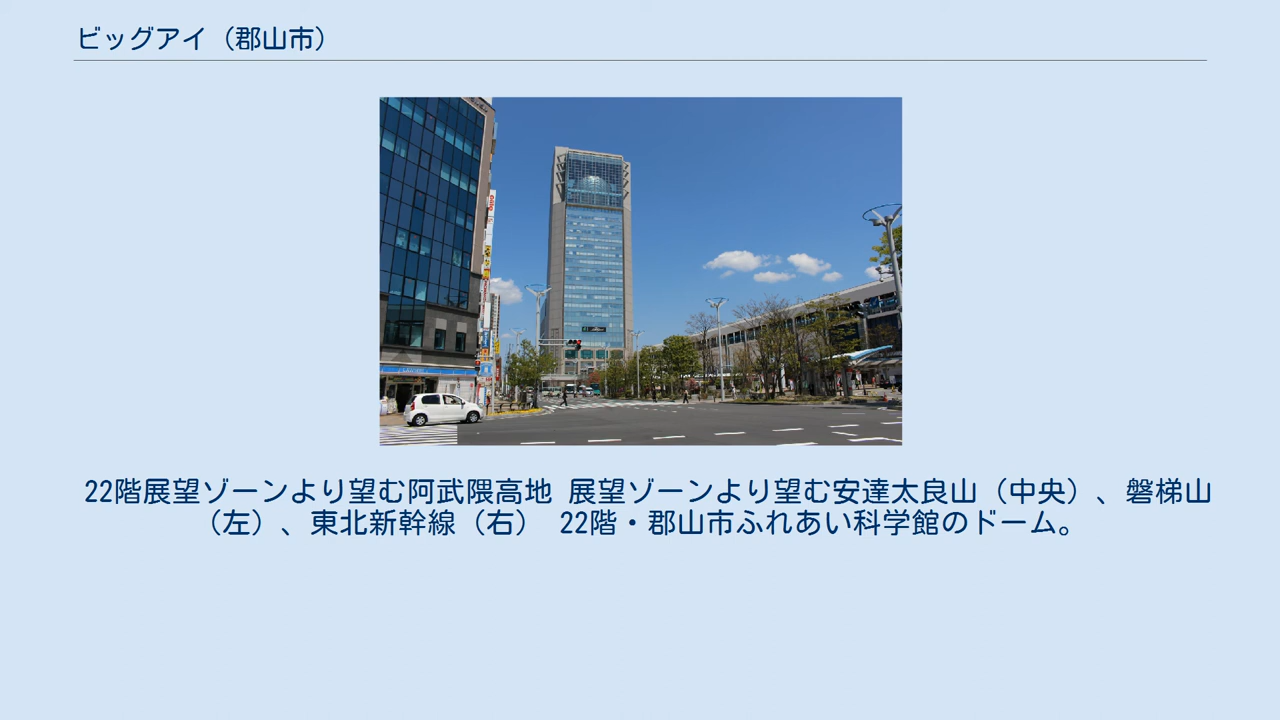 ビッグアイ（郡山市）
22階展望ゾーンより望む阿武隈高地 展望ゾーンより望む安達太良山（中央）、磐梯山
（左）、東北新幹線（右） 22階・郡山市ふれあい科学館のドーム。